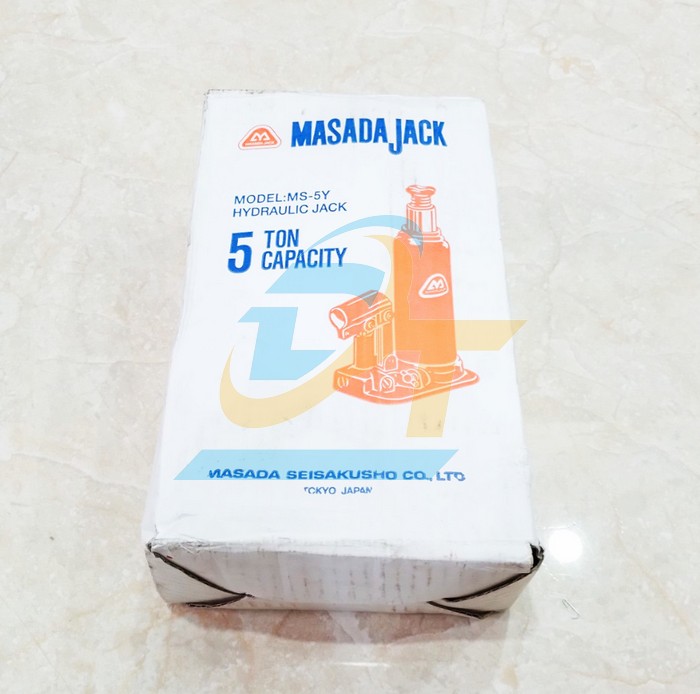 MASADA JACK
MODEL:MS-5Y
HYDRAULIC JACK
5 TON
CAPACITY
MASADA SEISAKUSHO CO., LTD
TOKYO JAPAN